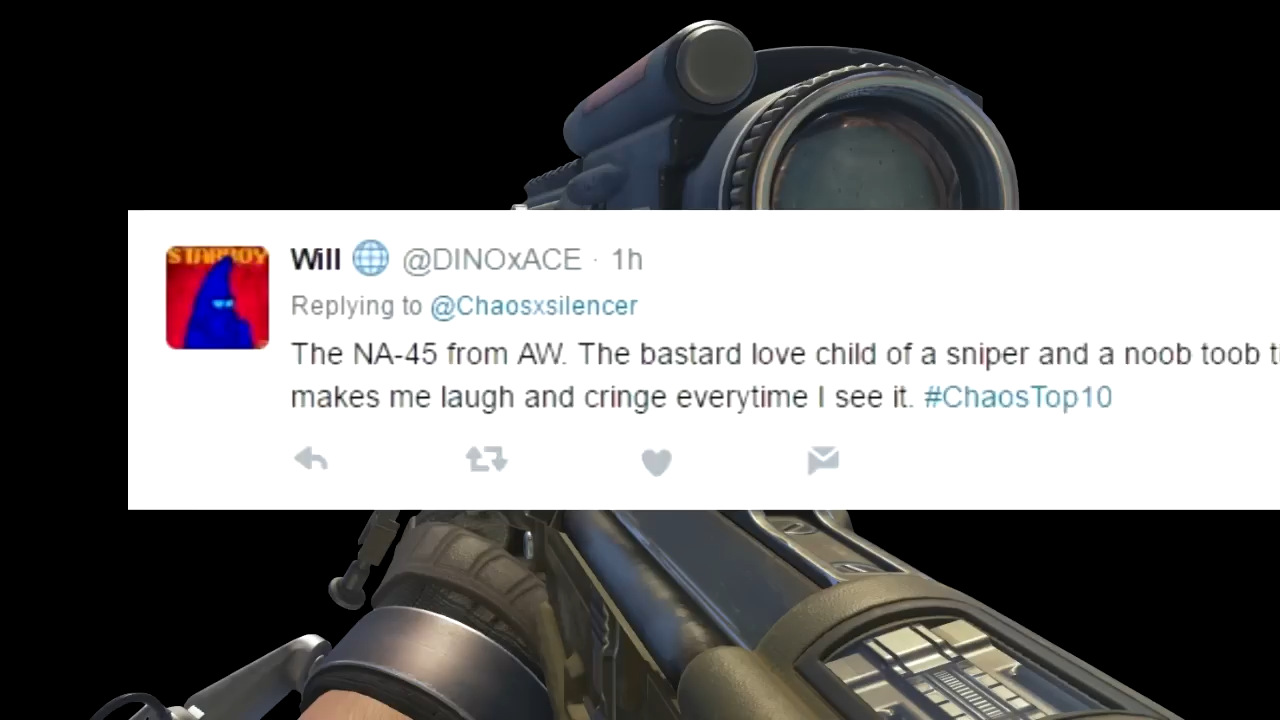 STARBOY
Will @DINOxACE · 1h
Replying to @Chaosxsilencer
The NA-45 from AW. The bastard love child of a sniper and a noob toob
makes me laugh and cringe everytime I see it. #ChaosTop10